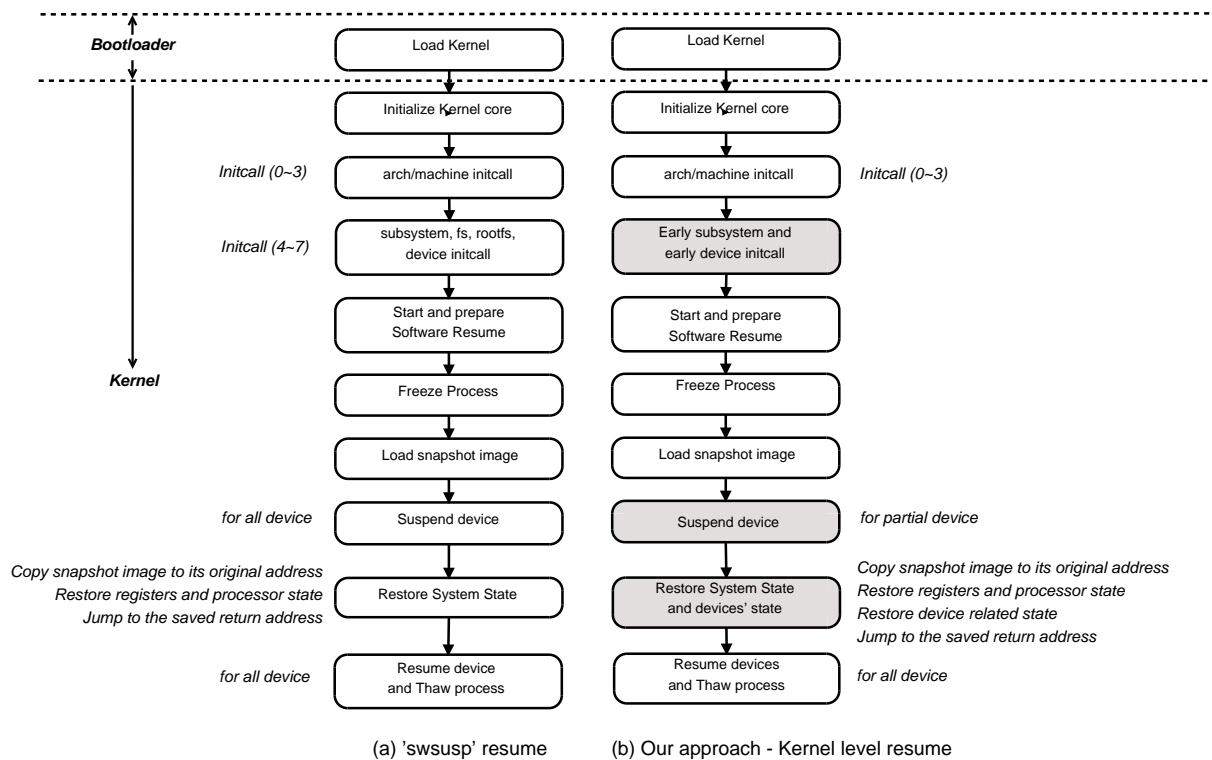 Bootloader
Kernel
Load Kernel
Initialize Kernel core
Initcall (0~3)
arch/machine initcall
Initcall (4~7)
subsystem, fs, rootfs,
device initcall
Start and prepare
Software Resume
Freeze Process
Load snapshot image
for all device
Suspend device
Copy snapshot image to its original address
Restore registers and processor state
Jump to the saved return address
Restore System State
for all device
Resume device
and Thaw process
(a) 'swsusp' resume
Load Kernel
Initialize Kernel core
arch/machine initcall
Initcall (0~3)
Early subsystem and
early device initcall
Start and prepare
Software Resume
Freeze Process
Load snapshot image
Suspend device
for partial device
Restore System State
and devices' state
Copy snapshot image to its original address
Restore registers and processor state
Restore device related state
Jump to the saved return address
Resume devices
and Thaw process
for all device
(b) Our approach - Kernel level resume